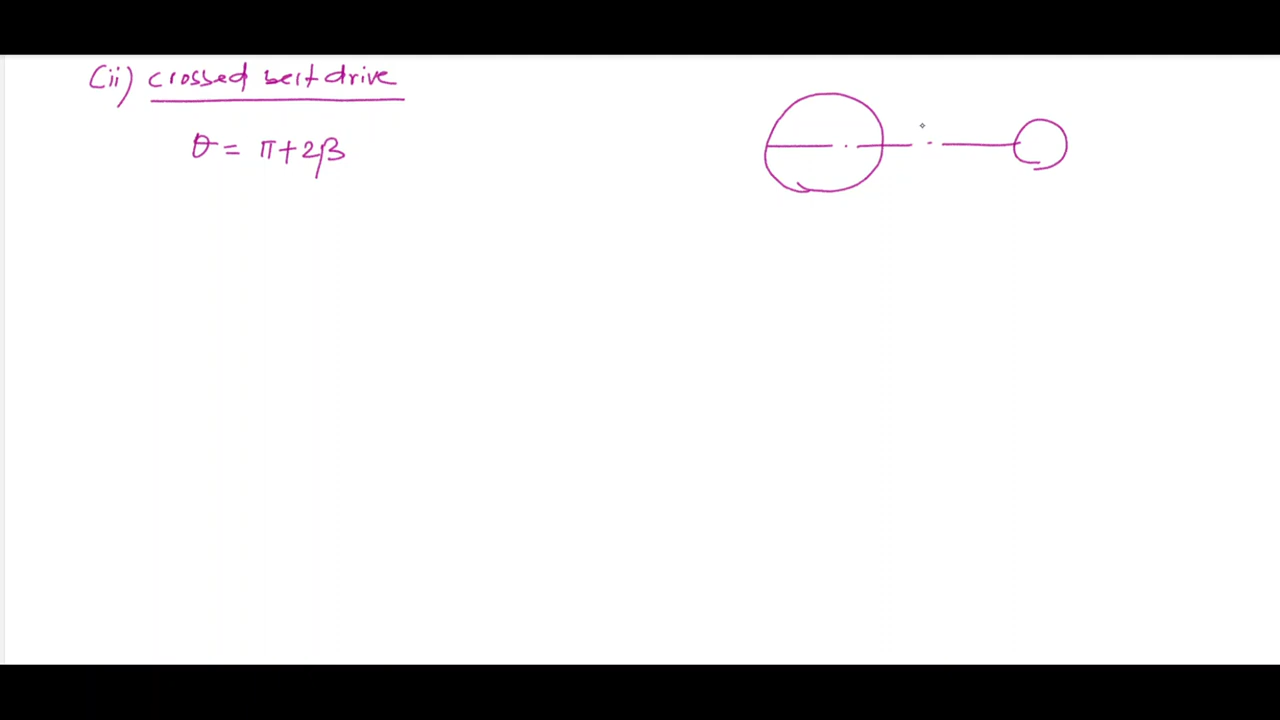 (ii) crossed belt drive
θ = π+2β